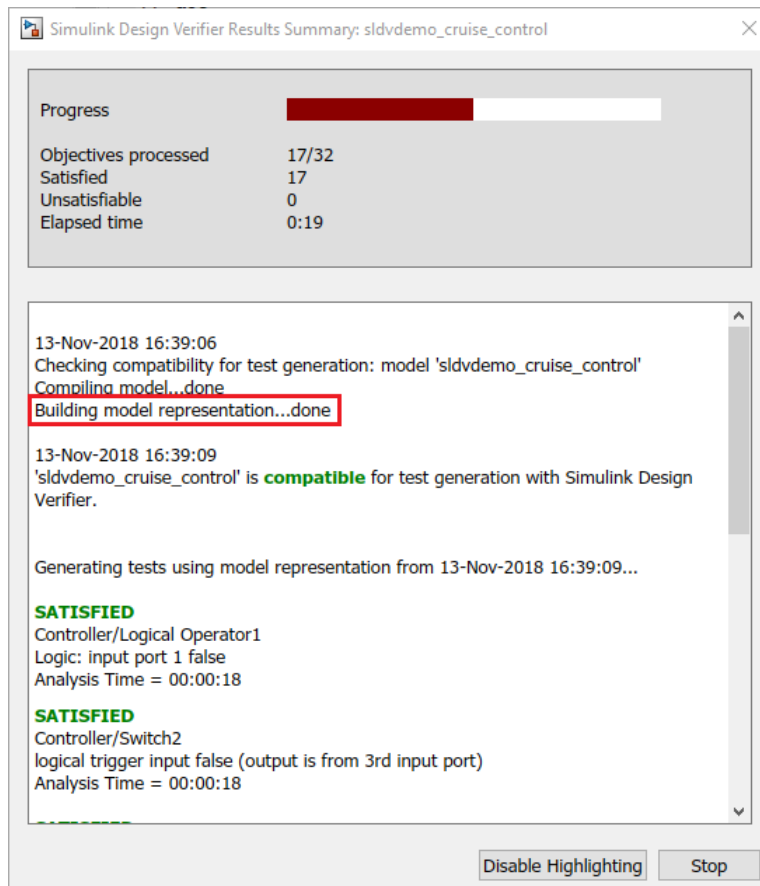 Simulink Design Verifier Results Summary: sldvdemo_cruise_control
Progress
Objectives processed 17/32
Satisfied 17
Unsatisfiable 0
Elapsed time 0:19
13-Nov-2018 16:39:06
Checking compatibility for test generation: model 'sldvdemo_cruise_control'
Compiling model...done
Building model representation...done
13-Nov-2018 16:39:09
'sldvdemo_cruise_control' is compatible for test generation with Simulink Design
Verifier.
Generating tests using model representation from 13-Nov-2018 16:39:09...
SATISFIED
Controller/Logical Operator1
Logic: input port 1 false
Analysis Time = 00:00:18
SATISFIED
Controller/Switch2
logical trigger input false (output is from 3rd input port)
Analysis Time = 00:00:18
Disable Highlighting Stop